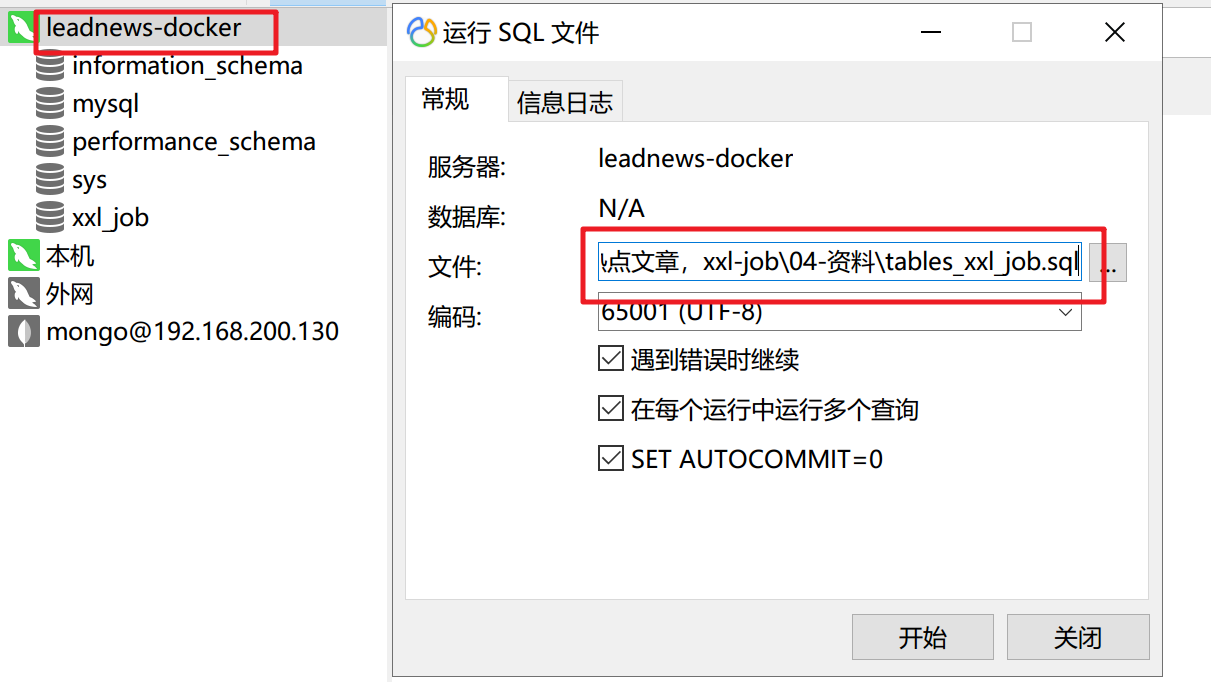 leadnews-docker
information_schema
mysql
performance_schema
sys
xxl_job
本机
外网
mongo@192.168.200.130
运行 SQL 文件
常规
信息日志
服务器:
leadnews-docker
数据库:
N/A
文件:
点文章，xxl-job\04-资料\tables_xxl_job.sql
...
编码:
65001 (UTF-8)
遇到错误时继续
在每个运行中运行多个查询
SET AUTOCOMMIT=0
开始
关闭